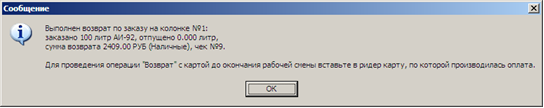 Сообщение
Выполнен возврат по заказу на колонке №1:
заказано 100 литр АИ-92, отпущено 0.000 литр,
сумма возврата 2409.00 РУБ (Наличные), чек №9.
Для проведения операции "Возврат" с картой до окончания рабочей смены вставьте в ридер карту, по которой производилась оплата.
OK